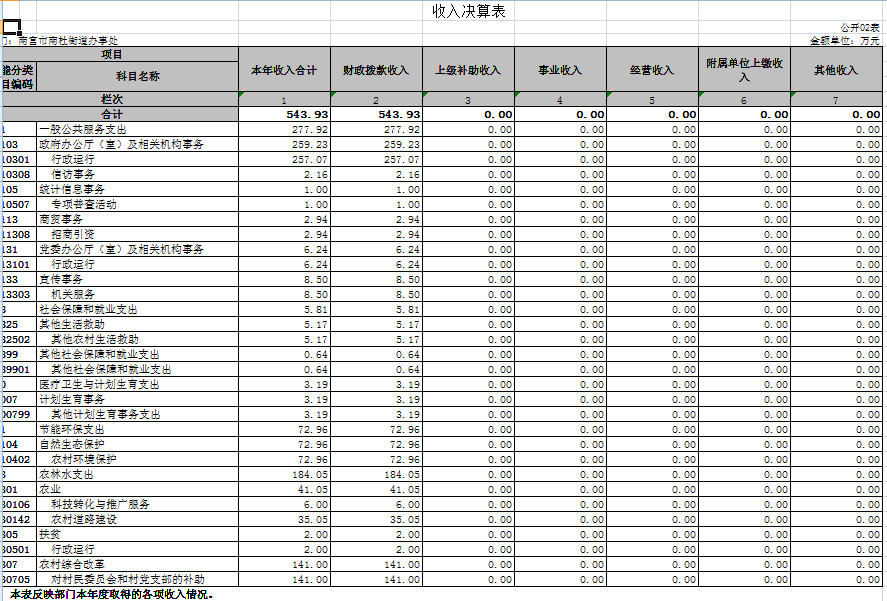 收入决算表
公开02表
门：南宫市南杜街道办事处 金额单位：万元
项目 本年收入合计 财政拨款收入 上级补助收入 事业收入 经营收入 附属单位上缴收入 其他收入
能分类
目编码 科目名称
栏次 1 2 3 4 5 6 7
合计 543.93 543.93 0.00 0.00 0.00 0.00 0.00
一般公共服务支出 277.92 277.92 0.00 0.00 0.00 0.00 0.00
103 政府办公厅（室）及相关机构事务 259.23 259.23 0.00 0.00 0.00 0.00 0.00
10301 行政运行 257.07 257.07 0.00 0.00 0.00 0.00 0.00
10308 信访事务 2.16 2.16 0.00 0.00 0.00 0.00 0.00
105 统计信息事务 1.00 1.00 0.00 0.00 0.00 0.00 0.00
10507 专项普查活动 1.00 1.00 0.00 0.00 0.00 0.00 0.00
113 商贸事务 2.94 2.94 0.00 0.00 0.00 0.00 0.00
11308 招商引资 2.94 2.94 0.00 0.00 0.00 0.00 0.00
131 党委办公厅（室）及相关机构事务 6.24 6.24 0.00 0.00 0.00 0.00 0.00
13101 行政运行 6.24 6.24 0.00 0.00 0.00 0.00 0.00
133 宣传事务 8.50 8.50 0.00 0.00 0.00 0.00 0.00
13303 机关服务 8.50 8.50 0.00 0.00 0.00 0.00 0.00
8 社会保障和就业支出 5.81 5.81 0.00 0.00 0.00 0.00 0.00
825 其他生活救助 5.17 5.17 0.00 0.00 0.00 0.00 0.00
82502 其他农村生活救助 5.17 5.17 0.00 0.00 0.00 0.00 0.00
899 其他社会保障和就业支出 0.64 0.64 0.00 0.00 0.00 0.00 0.00
89901 其他社会保障和就业支出 0.64 0.64 0.00 0.00 0.00 0.00 0.00
0 医疗卫生与计划生育支出 3.19 3.19 0.00 0.00 0.00 0.00 0.00
007 计划生育事务 3.19 3.19 0.00 0.00 0.00 0.00 0.00
00799 其他计划生育事务支出 3.19 3.19 0.00 0.00 0.00 0.00 0.00
1 节能环保支出 72.96 72.96 0.00 0.00 0.00 0.00 0.00
104 自然生态保护 72.96 72.96 0.00 0.00 0.00 0.00 0.00
10402 农村环境保护 72.96 72.96 0.00 0.00 0.00 0.00 0.00
3 农林水支出 184.05 184.05 0.00 0.00 0.00 0.00 0.00
301 农业 41.05 41.05 0.00 0.00 0.00 0.00 0.00
30106 科技转化与推广服务 6.00 6.00 0.00 0.00 0.00 0.00 0.00
30142 农村道路建设 35.05 35.05 0.00 0.00 0.00 0.00 0.00
305 扶贫 2.00 2.00 0.00 0.00 0.00 0.00 0.00
30501 行政运行 2.00 2.00 0.00 0.00 0.00 0.00 0.00
307 农村综合改革 141.00 141.00 0.00 0.00 0.00 0.00 0.00
30705 对村民委员会和村党支部的补助 141.00 141.00 0.00 0.00 0.00 0.00 0.00
本表反映部门本年度取得的各项收入情况。